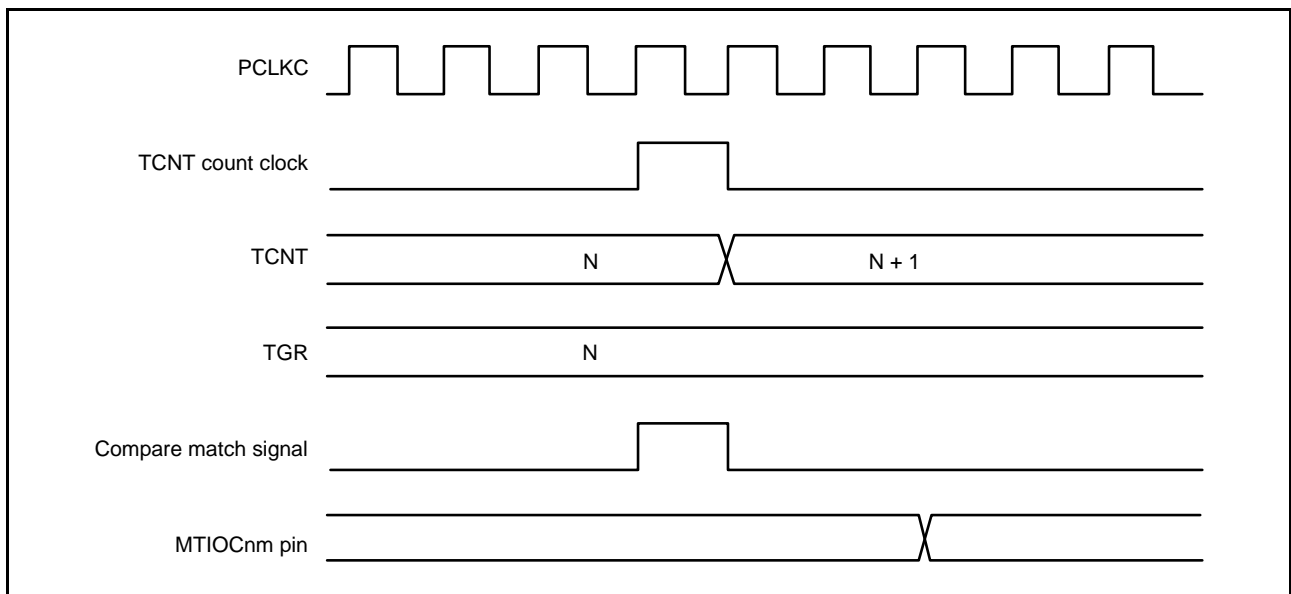 PCLKC
TCNT count clock
TCNT N N + 1
TGR N
Compare match signal
MTIOCnm pin